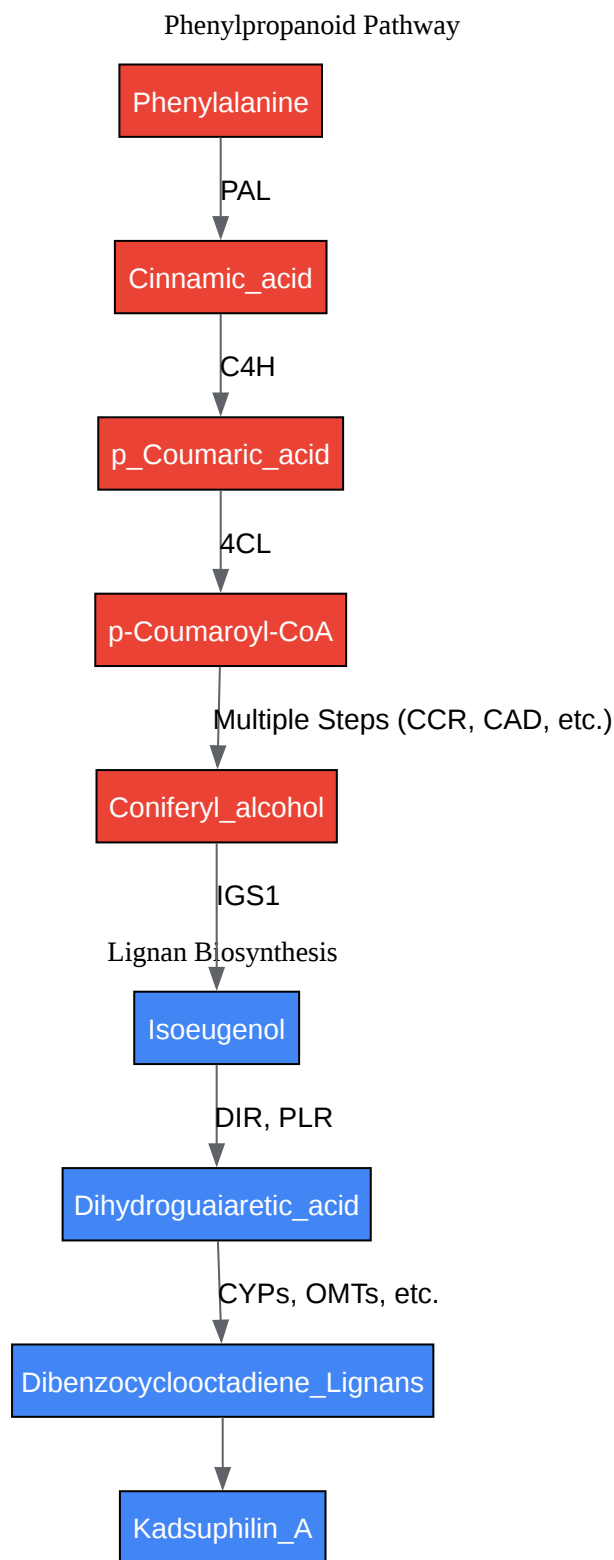 Phenylpropanoid Pathway
Phenylalanine
PAL
Cinnamic_acid
C4H
p_Coumaric_acid
4CL
p-Coumaroyl-CoA
Multiple Steps (CCR, CAD, etc.)
Coniferyl_alcohol
IGS1
Lignan Biosynthesis
Isoeugenol
DIR, PLR
Dihydroguaiaretic_acid
CYPs, OMTs, etc.
Dibenzocyclooctadiene_Lignans
Kadsuphilin_A